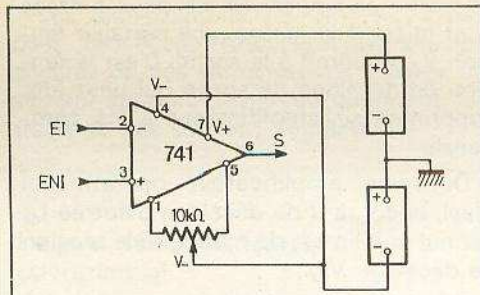 V-
4
7
V+
EI
2
-
741
6
S
ENI
3
+
5
1
10kΩ
V-
+
-
+
-